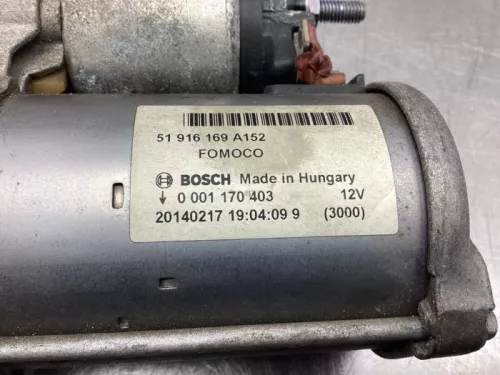 51 916 169 A152
FOMOCO
BOSCH Made in Hungary
0 001 170 403 12V
20140217 19:04:09 9 (3000)